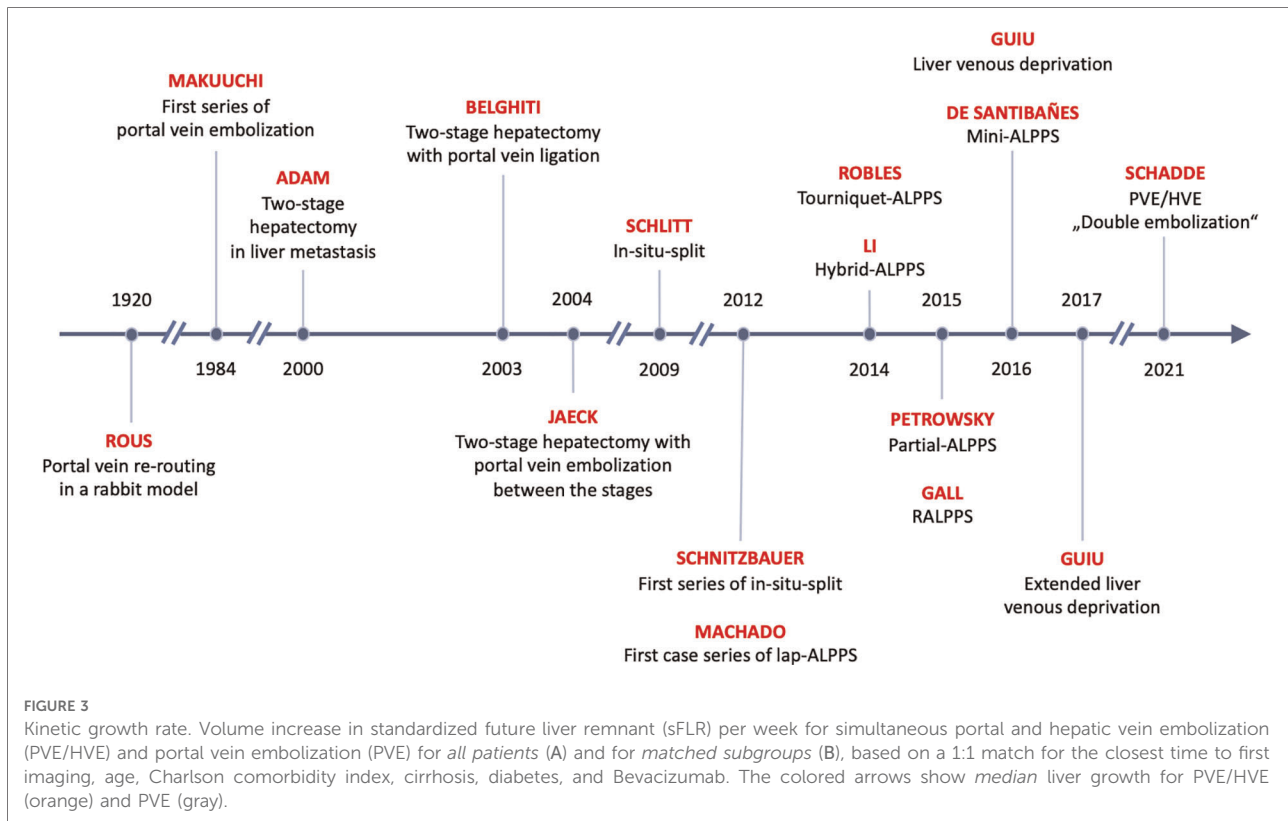 GUIU
Liver venous deprivation
MAKUUCHI
First series of
portal vein embolization
BELGHITI
Two-stage hepatectomy
with portal vein ligation
DE SANTIBAÑES
Mini-ALPPS
ADAM
Two-stage
hepatectomy
in liver metastasis
ROBLES
Tourniquet-ALPPS
SCHADDE
PVE/HVE
„Double embolization“
SCHLITT
In-situ-split
LI
Hybrid-ALPPS
1920
2004
2012
2015
2017
1984
2000
2003
2009
2014
2016
2021
ROUS
Portal vein re-routing
in a rabbit model
JAECK
Two-stage hepatectomy with
portal vein embolization
between the stages
PETROWSKY
Partial-ALPPS
GALL
RALPPS
SCHNITZBAUER
First series of in-situ-split
GUIU
Extended liver
venous deprivation
MACHADO
First case series of lap-ALPPS
FIGURE 3
Kinetic growth rate. Volume increase in standardized future liver remnant (sFLR) per week for simultaneous portal and hepatic vein embolization
(PVE/HVE) and portal vein embolization (PVE) for all patients (A) and for matched subgroups (B), based on a 1:1 match for the closest time to first
imaging, age, Charlson comorbidity index, cirrhosis, diabetes, and Bevacizumab. The colored arrows show median liver growth for PVE/HVE
(orange) and PVE (gray).